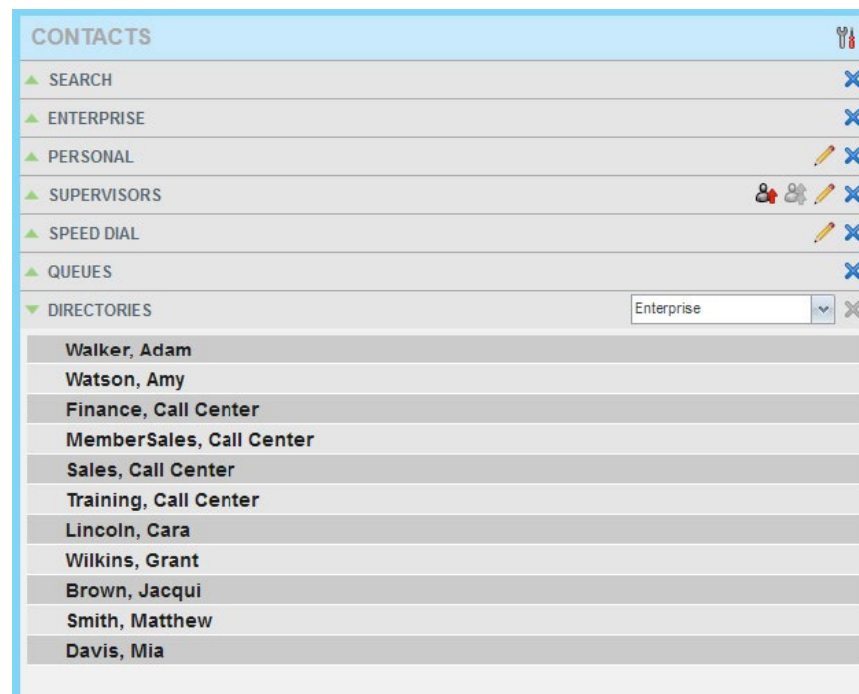 CONTACTS
SEARCH
ENTERPRISE
PERSONAL
SUPERVISORS
SPEED DIAL
QUEUES
DIRECTORIES Enterprise
Walker, Adam
Watson, Amy
Finance, Call Center
MemberSales, Call Center
Sales, Call Center
Training, Call Center
Lincoln, Cara
Wilkins, Grant
Brown, Jacqui
Smith, Matthew
Davis, Mia